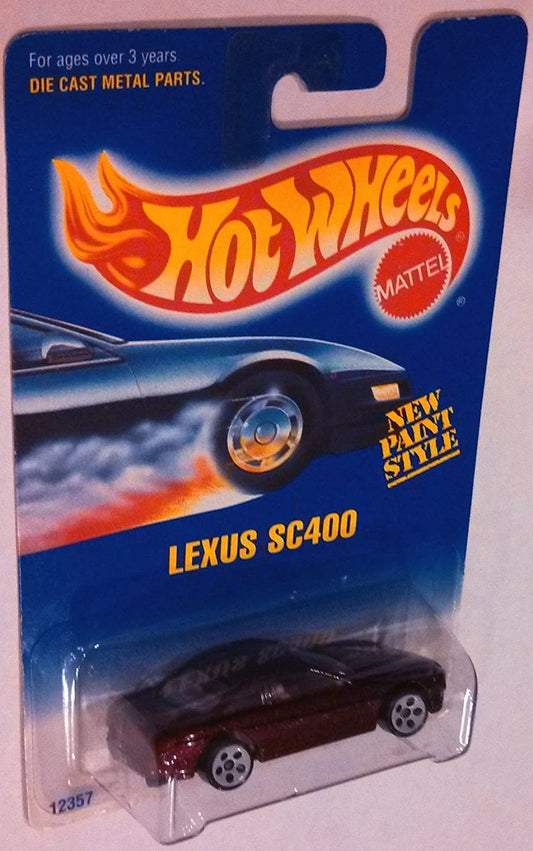 For ages over 3 years.
DIE CAST METAL PARTS.
HOT WHEELS
®
MATTEL
®
NEW
PAINT
STYLE
LEXUS SC400
12357